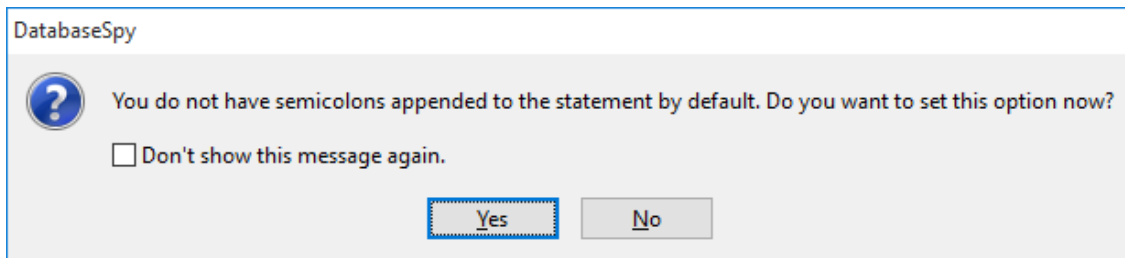 DatabaseSpy
You do not have semicolons appended to the statement by default. Do you want to set this option now?
Don't show this message again.
Yes No